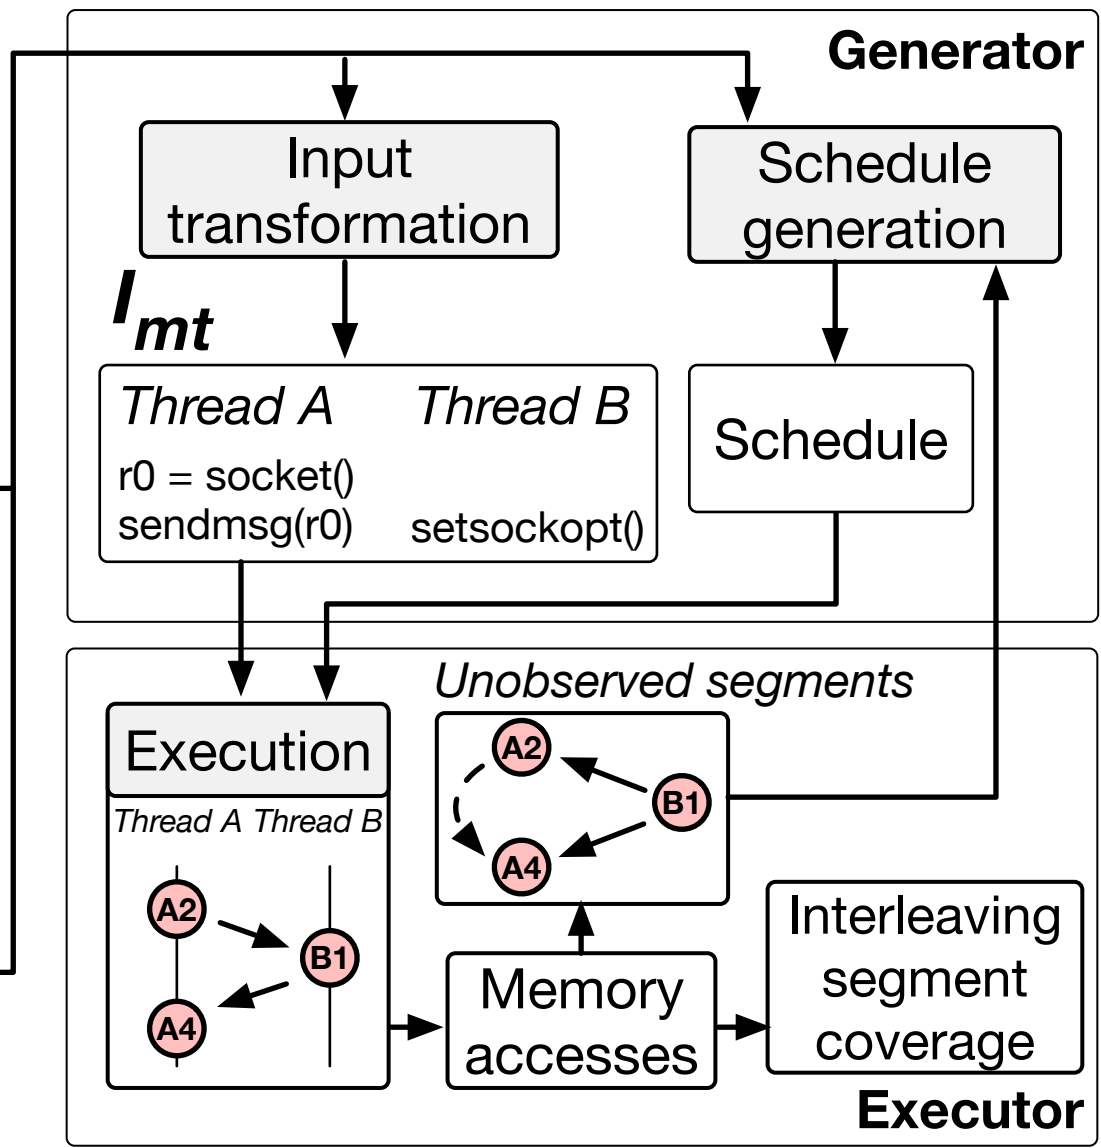 Generator
Input
transformation
Schedule
generation
I_mt
Thread A Thread B
r0 = socket()
sendmsg(r0) setsockopt()
Schedule
Unobserved segments
A2
B1
A4
Execution
Thread A Thread B
A2
B1
A4
Memory
accesses
Interleaving
segment
coverage
Executor